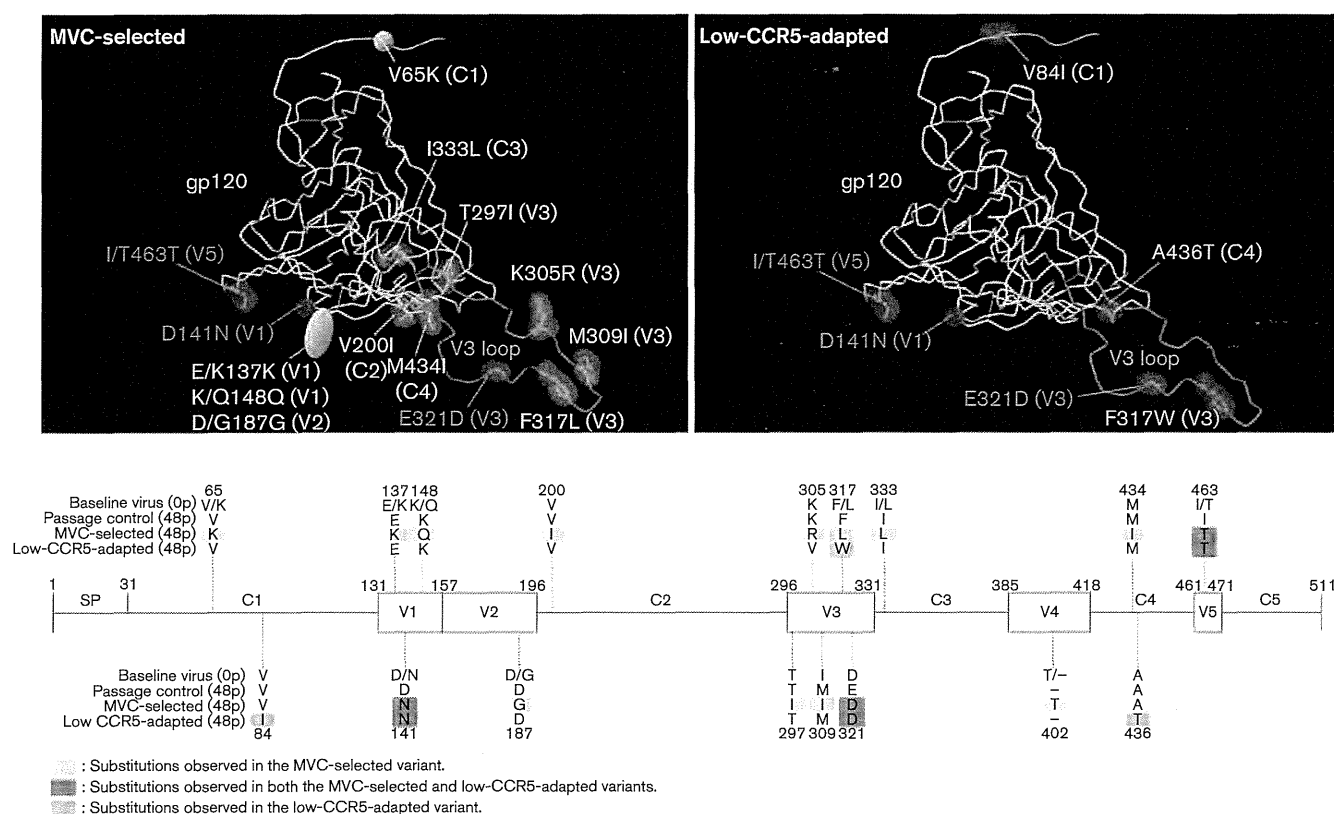 MVC-selected
V65K (C1)
I333L (C3)
gp120
T297I (V3)
I/T463T (V5)
K305R (V3)
D141N (V1)
M309I (V3)
V200I (C2)
V3 loop
M434I (C4)
E/K137K (V1)
K/Q148Q (V1)
D/G187G (V2)
E321D (V3)
F317L (V3)
Low-CCR5-adapted
V84I (C1)
gp120
I/T463T (V5)
A436T (C4)
D141N (V1)
V3 loop
E321D (V3)
F317W (V3)
65 137 148 200 305 317 333 434 463
Baseline virus (0p) V/K E/K K/Q V K F/L I/L M I/T
Passage control (48p) V E K V K F I M I
MVC-selected (48p) K K Q I R L L I T
Low-CCR5-adapted (48p) V E K V V W I M T
1 31 131 157 196 296 331 385 418 461 471 511
SP C1 V1 V2 C2 V3 C3 V4 C4 V5 C5
Baseline virus (0p) V D/N D/G T I D T/– A
Passage control (48p) V D D T M E – A
MVC-selected (48p) V N G I I D T A
Low CCR5-adapted (48p) I N D T M D – T
84 141 187 297 309 321 402 436
: Substitutions observed in the MVC-selected variant.
: Substitutions observed in both the MVC-selected and low-CCR5-adapted variants.
: Substitutions observed in the low-CCR5-adapted variant.